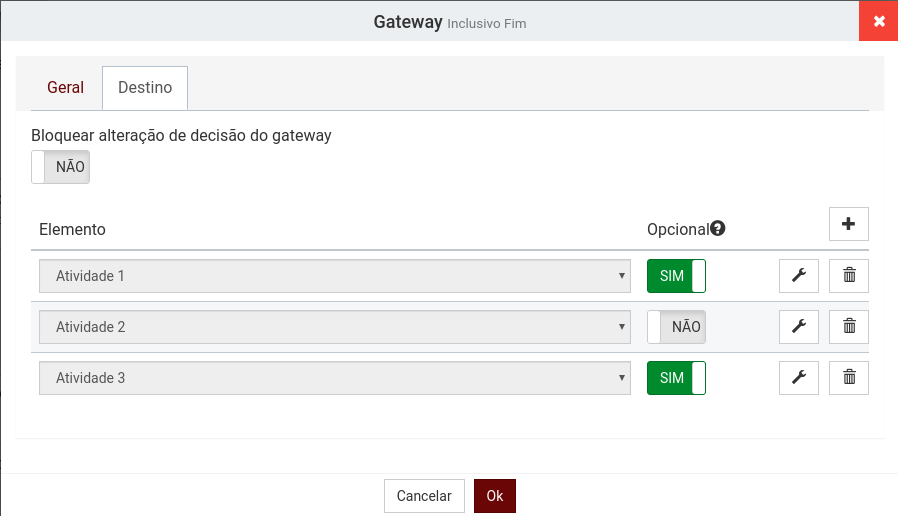 Gateway Inclusivo Fim
Geral Destino
Bloquear alteração de decisão do gateway
NÃO
Elemento Opcional
Atividade 1 SIM
Atividade 2 NÃO
Atividade 3 SIM
Cancelar Ok